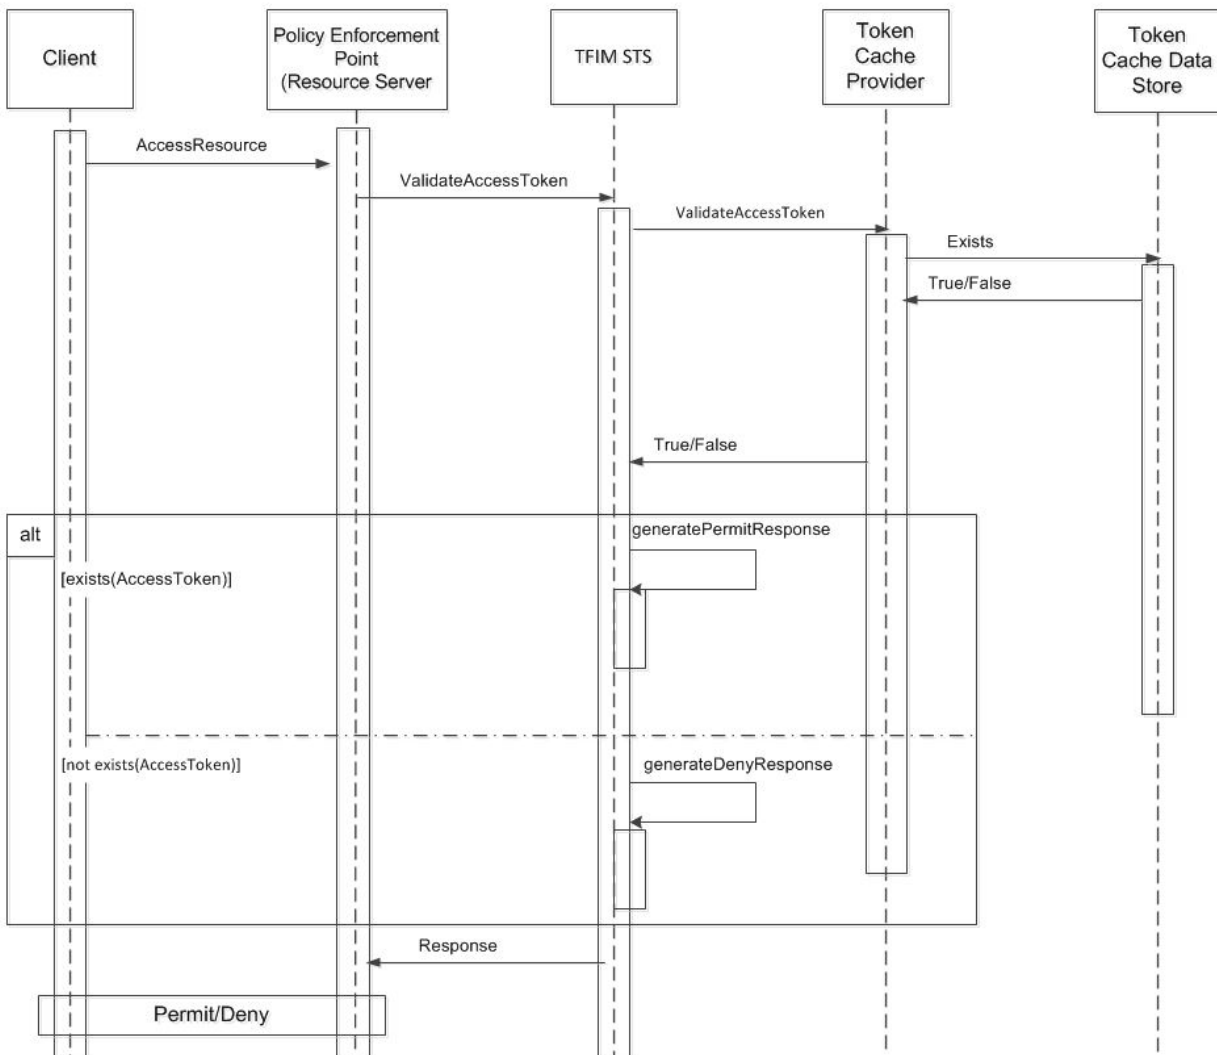 Client
Policy Enforcement
Point
(Resource Server
TFIM STS
Token
Cache
Provider
Token
Cache Data
Store
AccessResource
ValidateAccessToken
ValidateAccessToken
Exists
True/False
True/False
alt
generatePermitResponse
[exists(AccessToken)]
[not exists(AccessToken)]
generateDenyResponse
Response
Permit/Deny